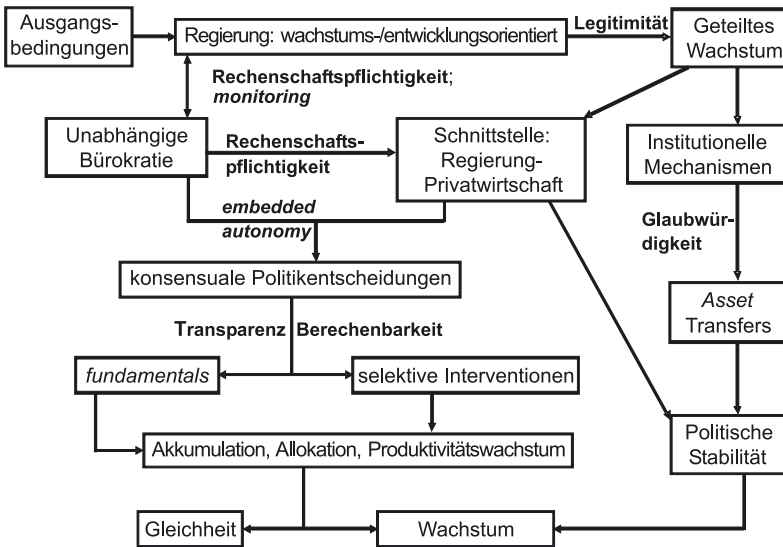 Ausgangs-
bedingungen
Regierung: wachstums-/entwicklungsorientiert
Legitimität
Geteiltes
Wachstum
Rechenschaftspflichtigkeit;
monitoring
Unabhängige
Bürokratie
Rechenschafts-
pflichtigkeit
Schnittstelle:
Regierung-
Privatwirtschaft
Institutionelle
Mechanismen
embedded
autonomy
Glaubwür-
digkeit
konsensuale Politikentscheidungen
Asset
Transfers
Transparenz Berechenbarkeit
fundamentals
selektive Interventionen
Akkumulation, Allokation, Produktivitätswachstum
Politische
Stabilität
Gleichheit
Wachstum